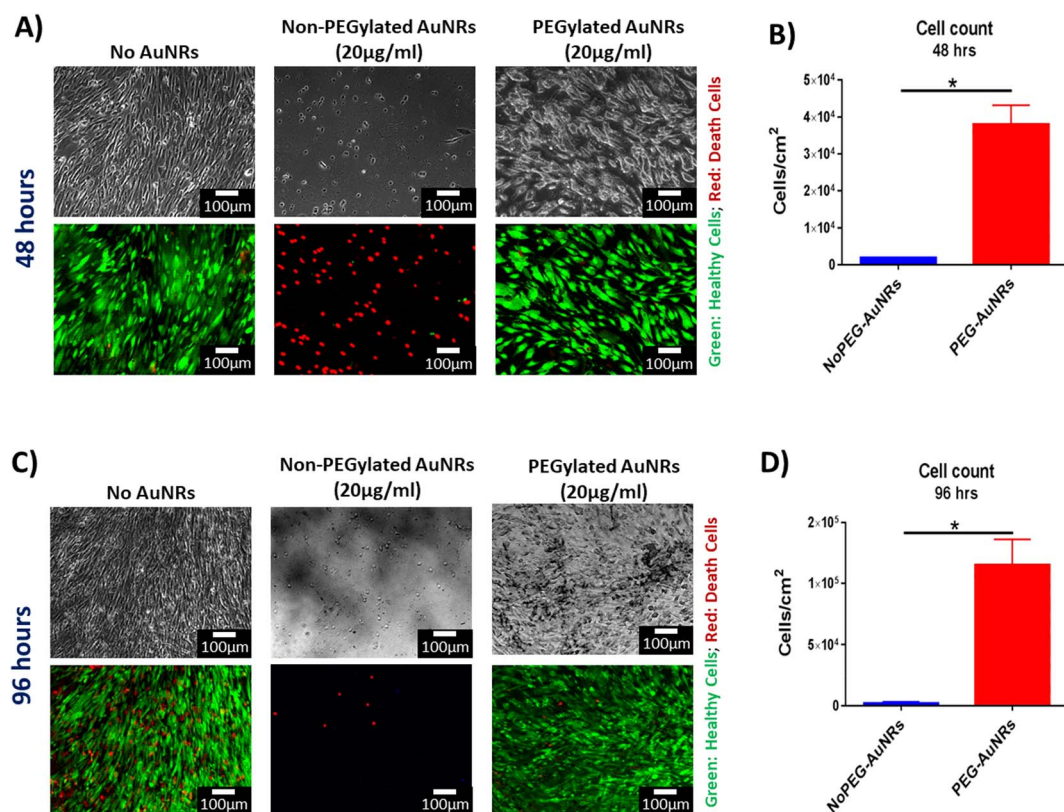 A)
No AuNRs
Non-PEGylated AuNRs
(20µg/ml)
PEGylated AuNRs
(20µg/ml)
48 hours
100µm
100µm
100µm
100µm
100µm
100µm
Green: Healthy Cells; Red: Death Cells
B)
Cell count
48 hrs
Cells/cm²
5×10⁴
4×10⁴
3×10⁴
2×10⁴
1×10⁴
0
*
NoPEG-AuNRs
PEG-AuNRs
C)
No AuNRs
Non-PEGylated AuNRs
(20µg/ml)
PEGylated AuNRs
(20µg/ml)
96 hours
100µm
100µm
100µm
100µm
100µm
100µm
Green: Healthy Cells; Red: Death Cells
D)
Cell count
96 hrs
Cells/cm²
2×10⁵
1×10⁵
5×10⁴
0
*
NoPEG-AuNRs
PEG-AuNRs